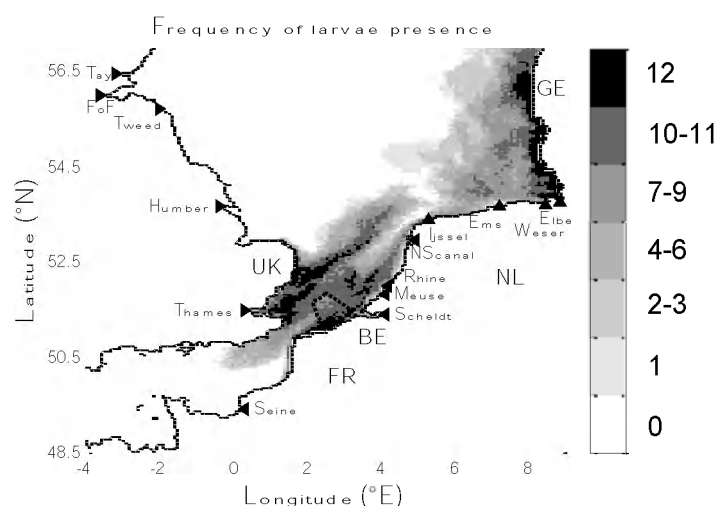 Frequency of larvae presence
56.5
54.5
52.5
50.5
48.5
Latitude (°N)
-4
-2
0
2
4
6
8
Longitude (°E)
Tay
FoF
Tweed
Humber
UK
Thames
GE
Elbe
Weser
Ems
Ijssel
NScanal
NL
Rhine
Meuse
Scheldt
BE
FR
Seine
12
10-11
7-9
4-6
2-3
1
0